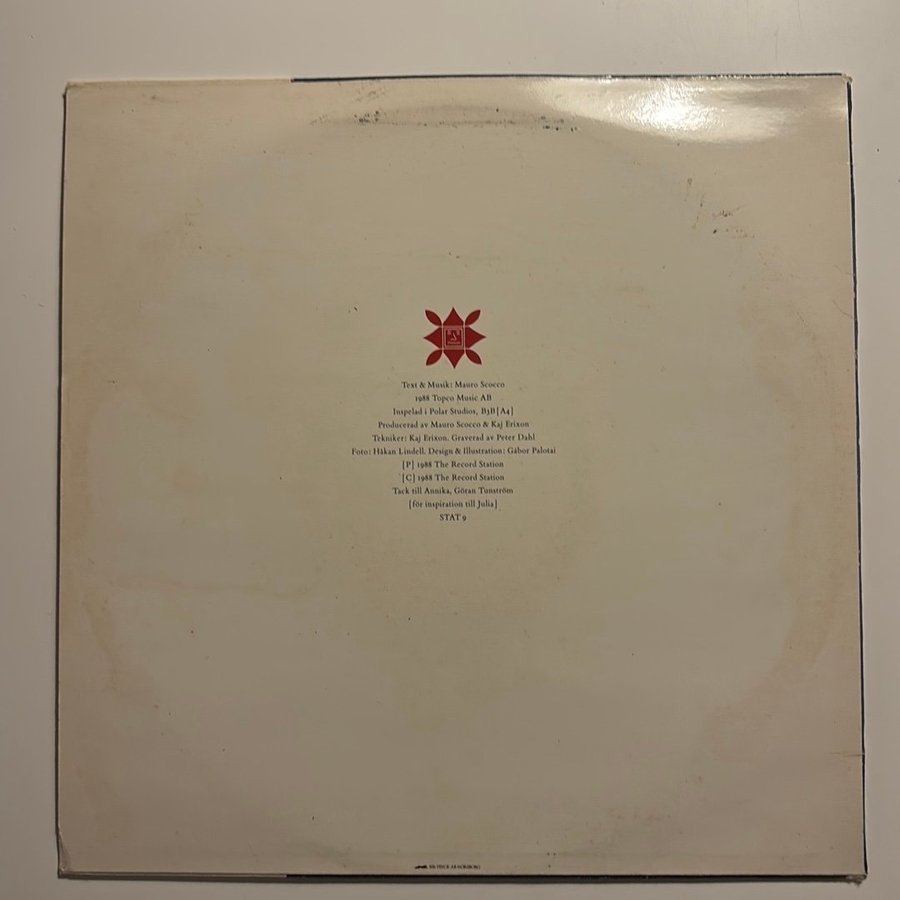 Text & Musik: Mauro Scocco
1988 Topco Music AB
Inspelad i Polar Studios, B3B[A4]
Producerad av Mauro Scocco & Kaj Erixon
Tekniker: Kaj Erixon. Graverad av Peter Dahl
Foto: Håkan Lindell. Design & Illustration: Gábor Palotai
[P] 1988 The Record Station
[C] 1988 The Record Station
Tack till Annika, Göran Tunström
[för inspiration till Julia]
STAT 9